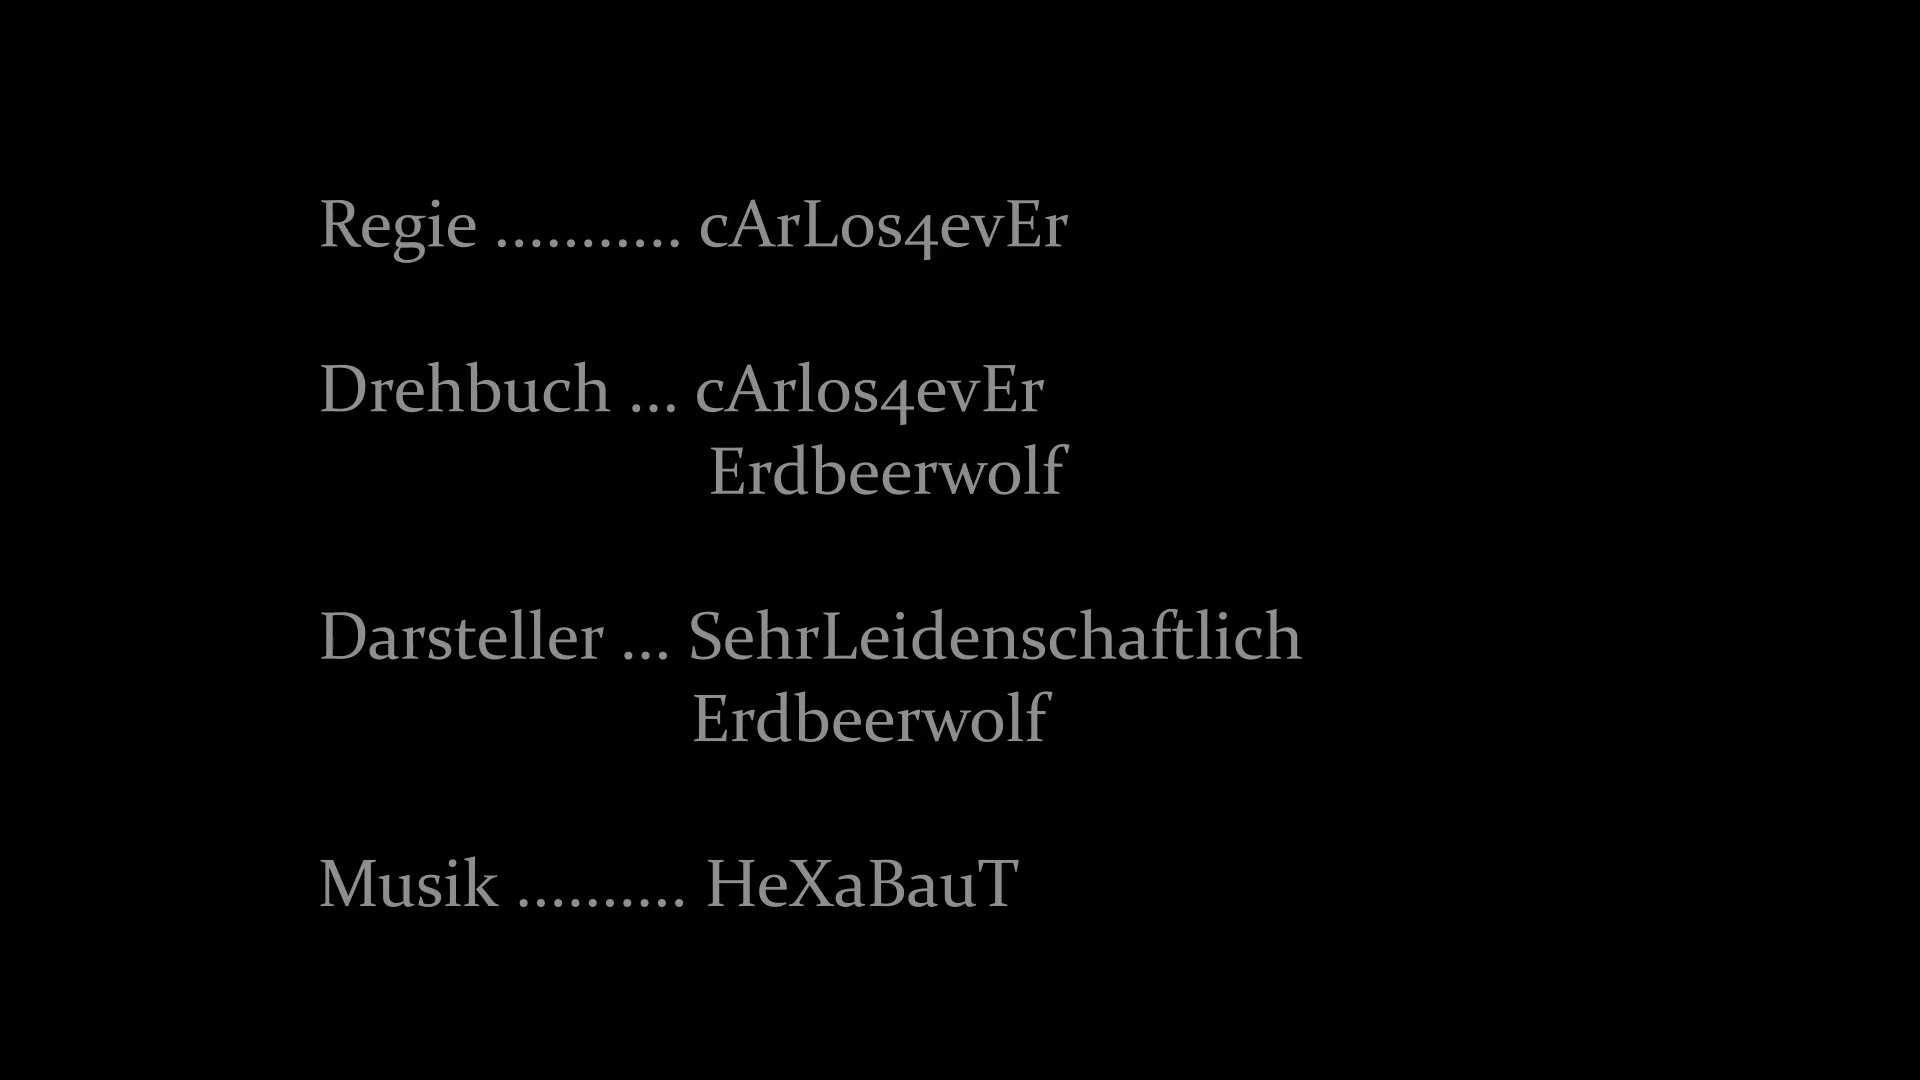 Regie ........... cArLos4evEr
Drehbuch ... cArlos4evEr
Erdbeerwolf
Darsteller ... SehrLeidenschaftlich
Erdbeerwolf
Musik .......... HeXaBauT